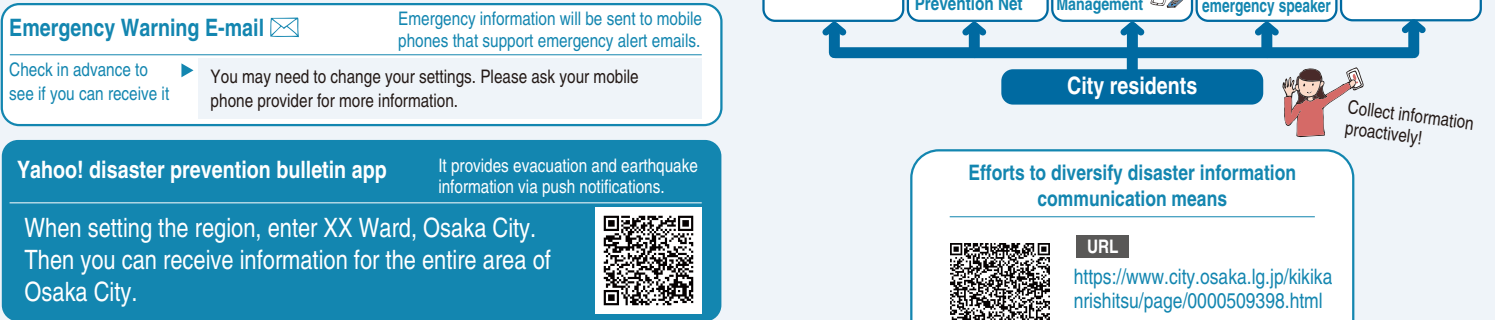 Emergency Warning E-mail
Emergency information will be sent to mobile
phones that support emergency alert emails.
Check in advance to
see if you can receive it
You may need to change your settings. Please ask your mobile
phone provider for more information.
Yahoo! disaster prevention bulletin app
It provides evacuation and earthquake
information via push notifications.
When setting the region, enter XX Ward, Osaka City.
Then you can receive information for the entire area of
Osaka City.
Prevention Net
Management
emergency speaker
City residents
Collect information
proactively!
Efforts to diversify disaster information
communication means
URL
https://www.city.osaka.lg.jp/kikika
nrishitsu/page/0000509398.html